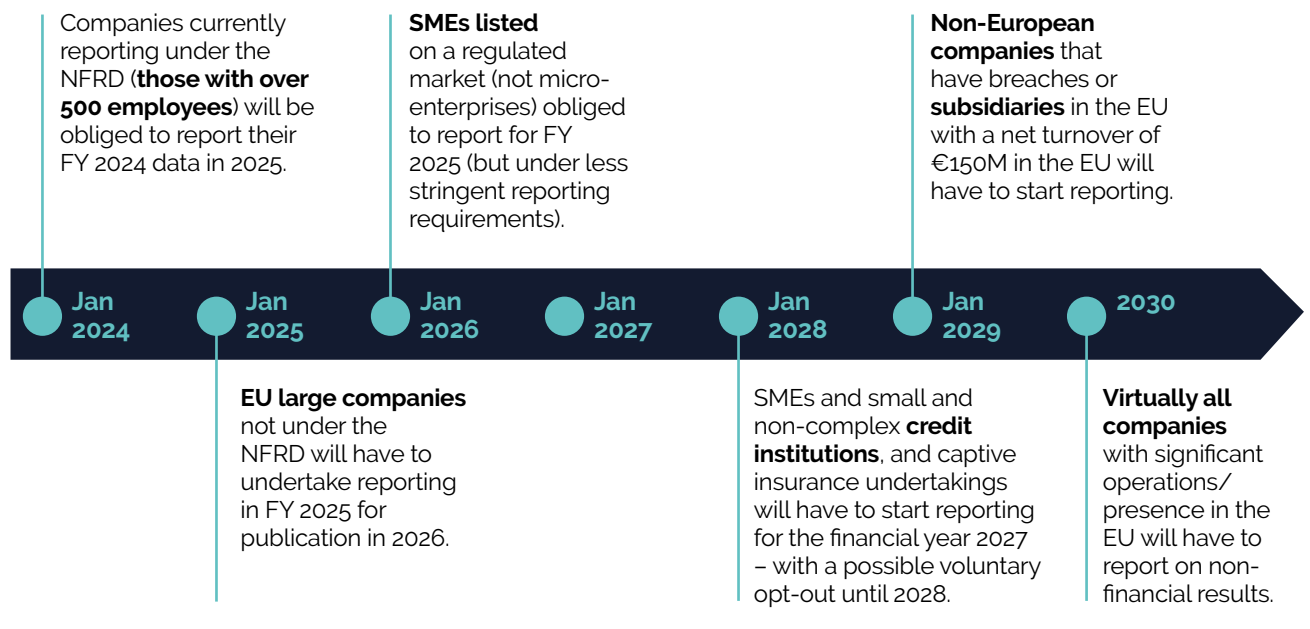 Companies currently
reporting under the
NFRD (those with over
500 employees) will be
obliged to report their
FY 2024 data in 2025.
SMEs listed
on a regulated
market (not micro-
enterprises) obliged
to report for FY
2025 (but under less
stringent reporting
requirements).
Non-European
companies that
have breaches or
subsidiaries in the EU
with a net turnover of
€150M in the EU will
have to start reporting.
Jan
2024
Jan
2025
Jan
2026
Jan
2027
Jan
2028
Jan
2029
2030
EU large companies
not under the
NFRD will have to
undertake reporting
in FY 2025 for
publication in 2026.
SMEs and small and
non-complex credit
institutions, and captive
insurance undertakings
will have to start reporting
for the financial year 2027
– with a possible voluntary
opt-out until 2028.
Virtually all
companies
with significant
operations/
presence in the
EU will have to
report on non-
financial results.